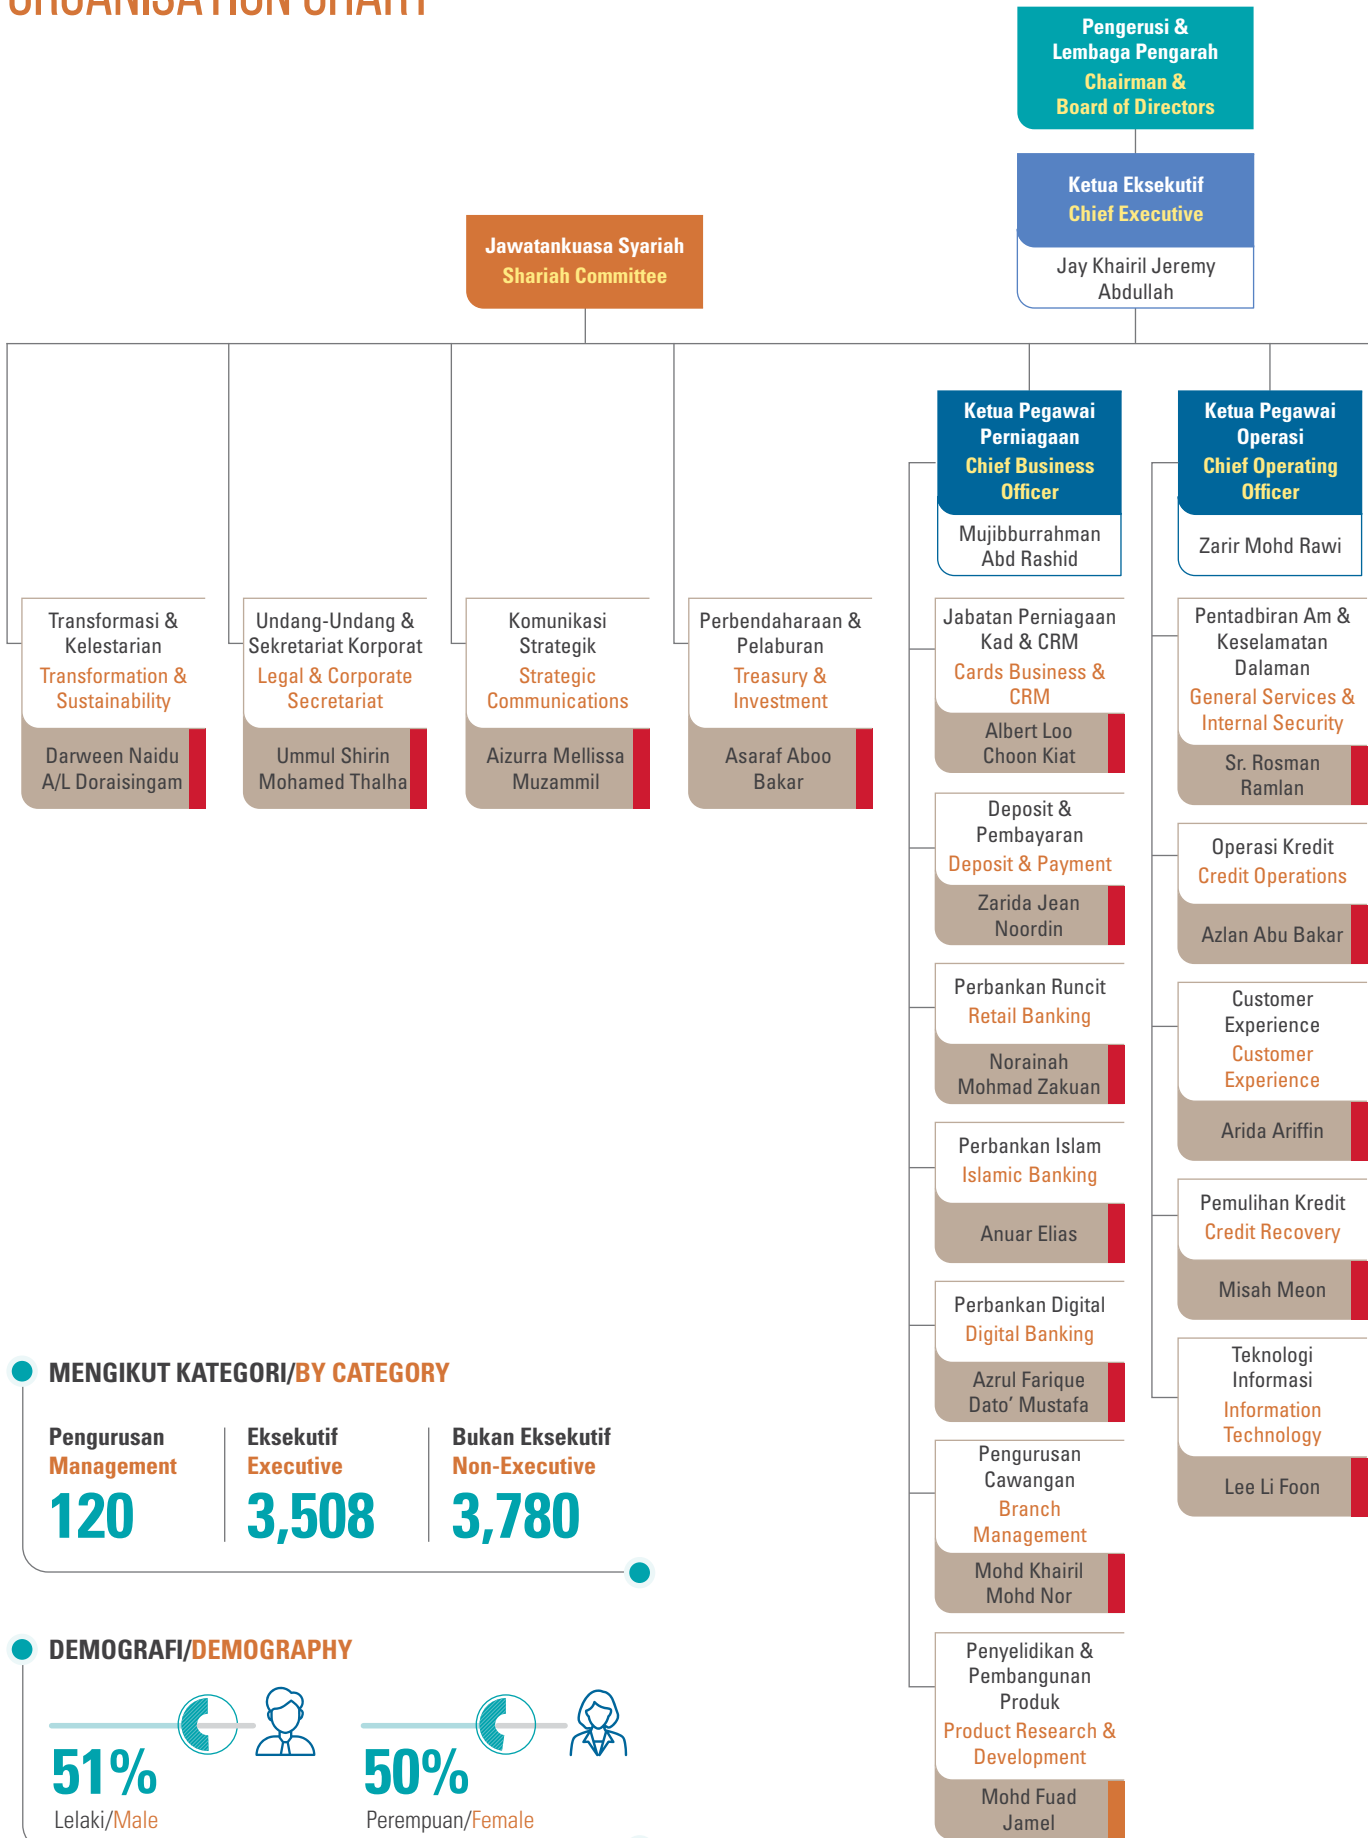 ORGANISATION CHART
Pengerusi &
Lembaga Pengarah
Chairman &
Board of Directors
Ketua Eksekutif
Chief Executive
Jay Khairil Jeremy
Abdullah
Jawatankuasa Syariah
Shariah Committee
Transformasi &
Kelestarian
Transformation &
Sustainability
Darween Naidu
A/L Doraisingam
Undang-Undang &
Sekretariat Korporat
Legal & Corporate
Secretariat
Ummul Shirin
Mohamed Thalha
Komunikasi
Strategik
Strategic
Communications
Aizurra Mellissa
Muzammil
Perbendaharaan &
Pelaburan
Treasury &
Investment
Asaraf Aboo
Bakar
Ketua Pegawai
Perniagaan
Chief Business
Officer
Mujibburrahman
Abd Rashid
Jabatan Perniagaan
Kad & CRM
Cards Business &
CRM
Albert Loo
Choon Kiat
Deposit &
Pembayaran
Deposit & Payment
Zarida Jean
Noordin
Perbankan Runcit
Retail Banking
Norainah
Mohmad Zakuan
Perbankan Islam
Islamic Banking
Anuar Elias
Perbankan Digital
Digital Banking
Azrul Farique
Dato’ Mustafa
Pengurusan
Cawangan
Branch
Management
Mohd Khairil
Mohd Nor
Penyelidikan &
Pembangunan
Produk
Product Research &
Development
Mohd Fuad
Jamel
Ketua Pegawai
Operasi
Chief Operating
Officer
Zarir Mohd Rawi
Pentadbiran Am &
Keselamatan
Dalaman
General Services &
Internal Security
Sr. Rosman
Ramlan
Operasi Kredit
Credit Operations
Azlan Abu Bakar
Customer
Experience
Customer
Experience
Arida Ariffin
Pemulihan Kredit
Credit Recovery
Misah Meon
Teknologi
Informasi
Information
Technology
Lee Li Foon
MENGIKUT KATEGORI/BY CATEGORY
Pengurusan
Management
120
Eksekutif
Executive
3,508
Bukan Eksekutif
Non-Executive
3,780
DEMOGRAFI/DEMOGRAPHY
51%
Lelaki/Male
50%
Perempuan/Female